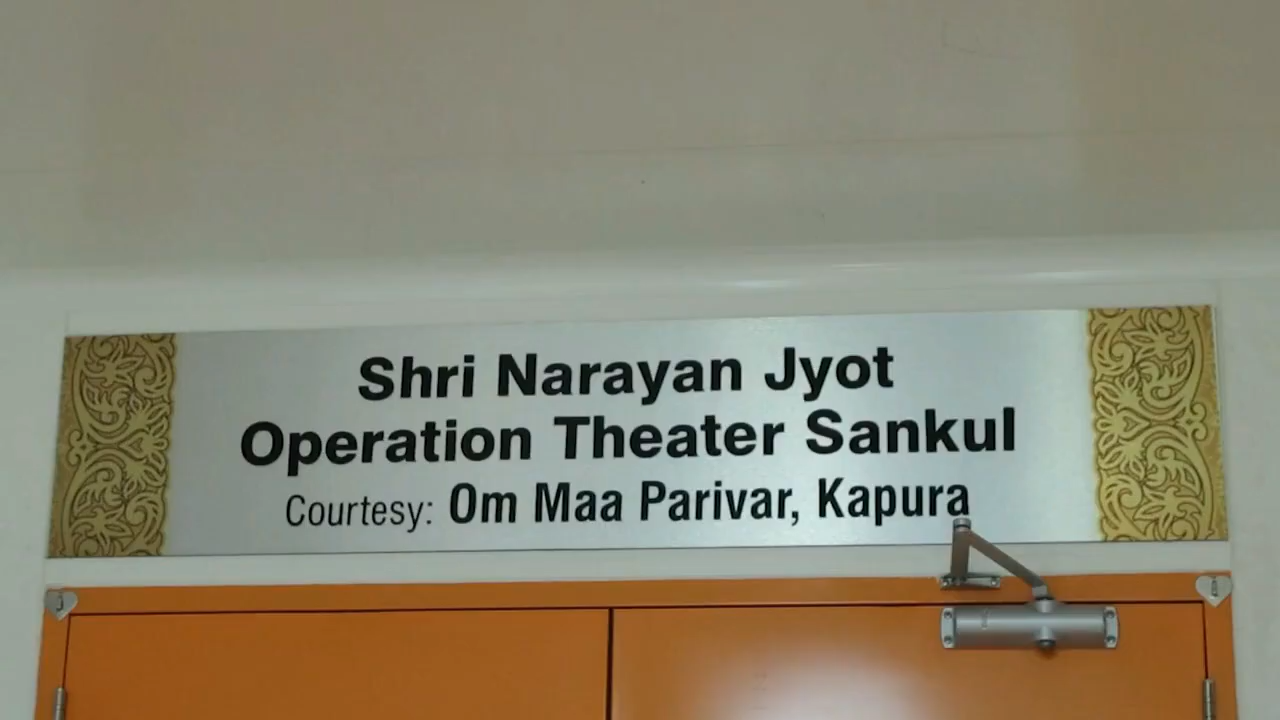 Shri Narayan Jyot
Operation Theater Sankul
Courtesy: Om Maa Parivar, Kapura